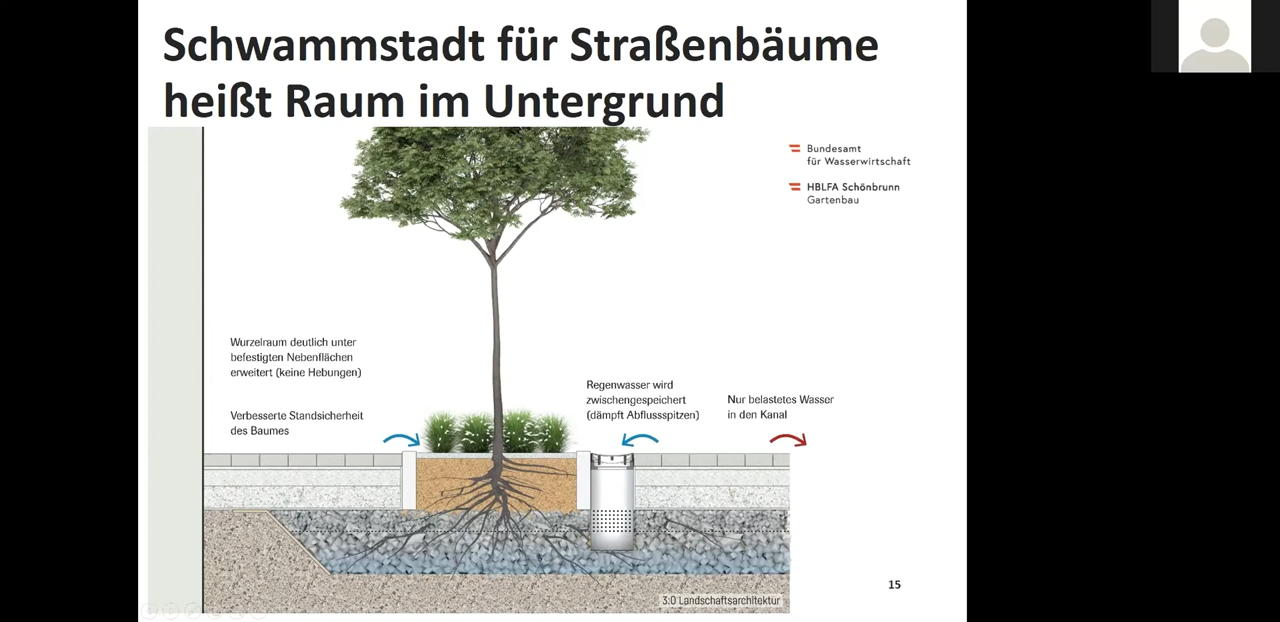 Schwammstadt für Straßenbäume
heißt Raum im Untergrund
Bundesamt
für Wasserwirtschaft
HBLFA Schönbrunn
Gartenbau
Wurzelraum deutlich unter
befestigten Nebenflächen
erweitert (keine Hebungen)
Verbesserte Standsicherheit
des Baumes
Regenwasser wird
zwischengespeichert
(dämpft Abflussspitzen)
Nur belastetes Wasser
in den Kanal
15
3:0 Landschaftsarchitektur